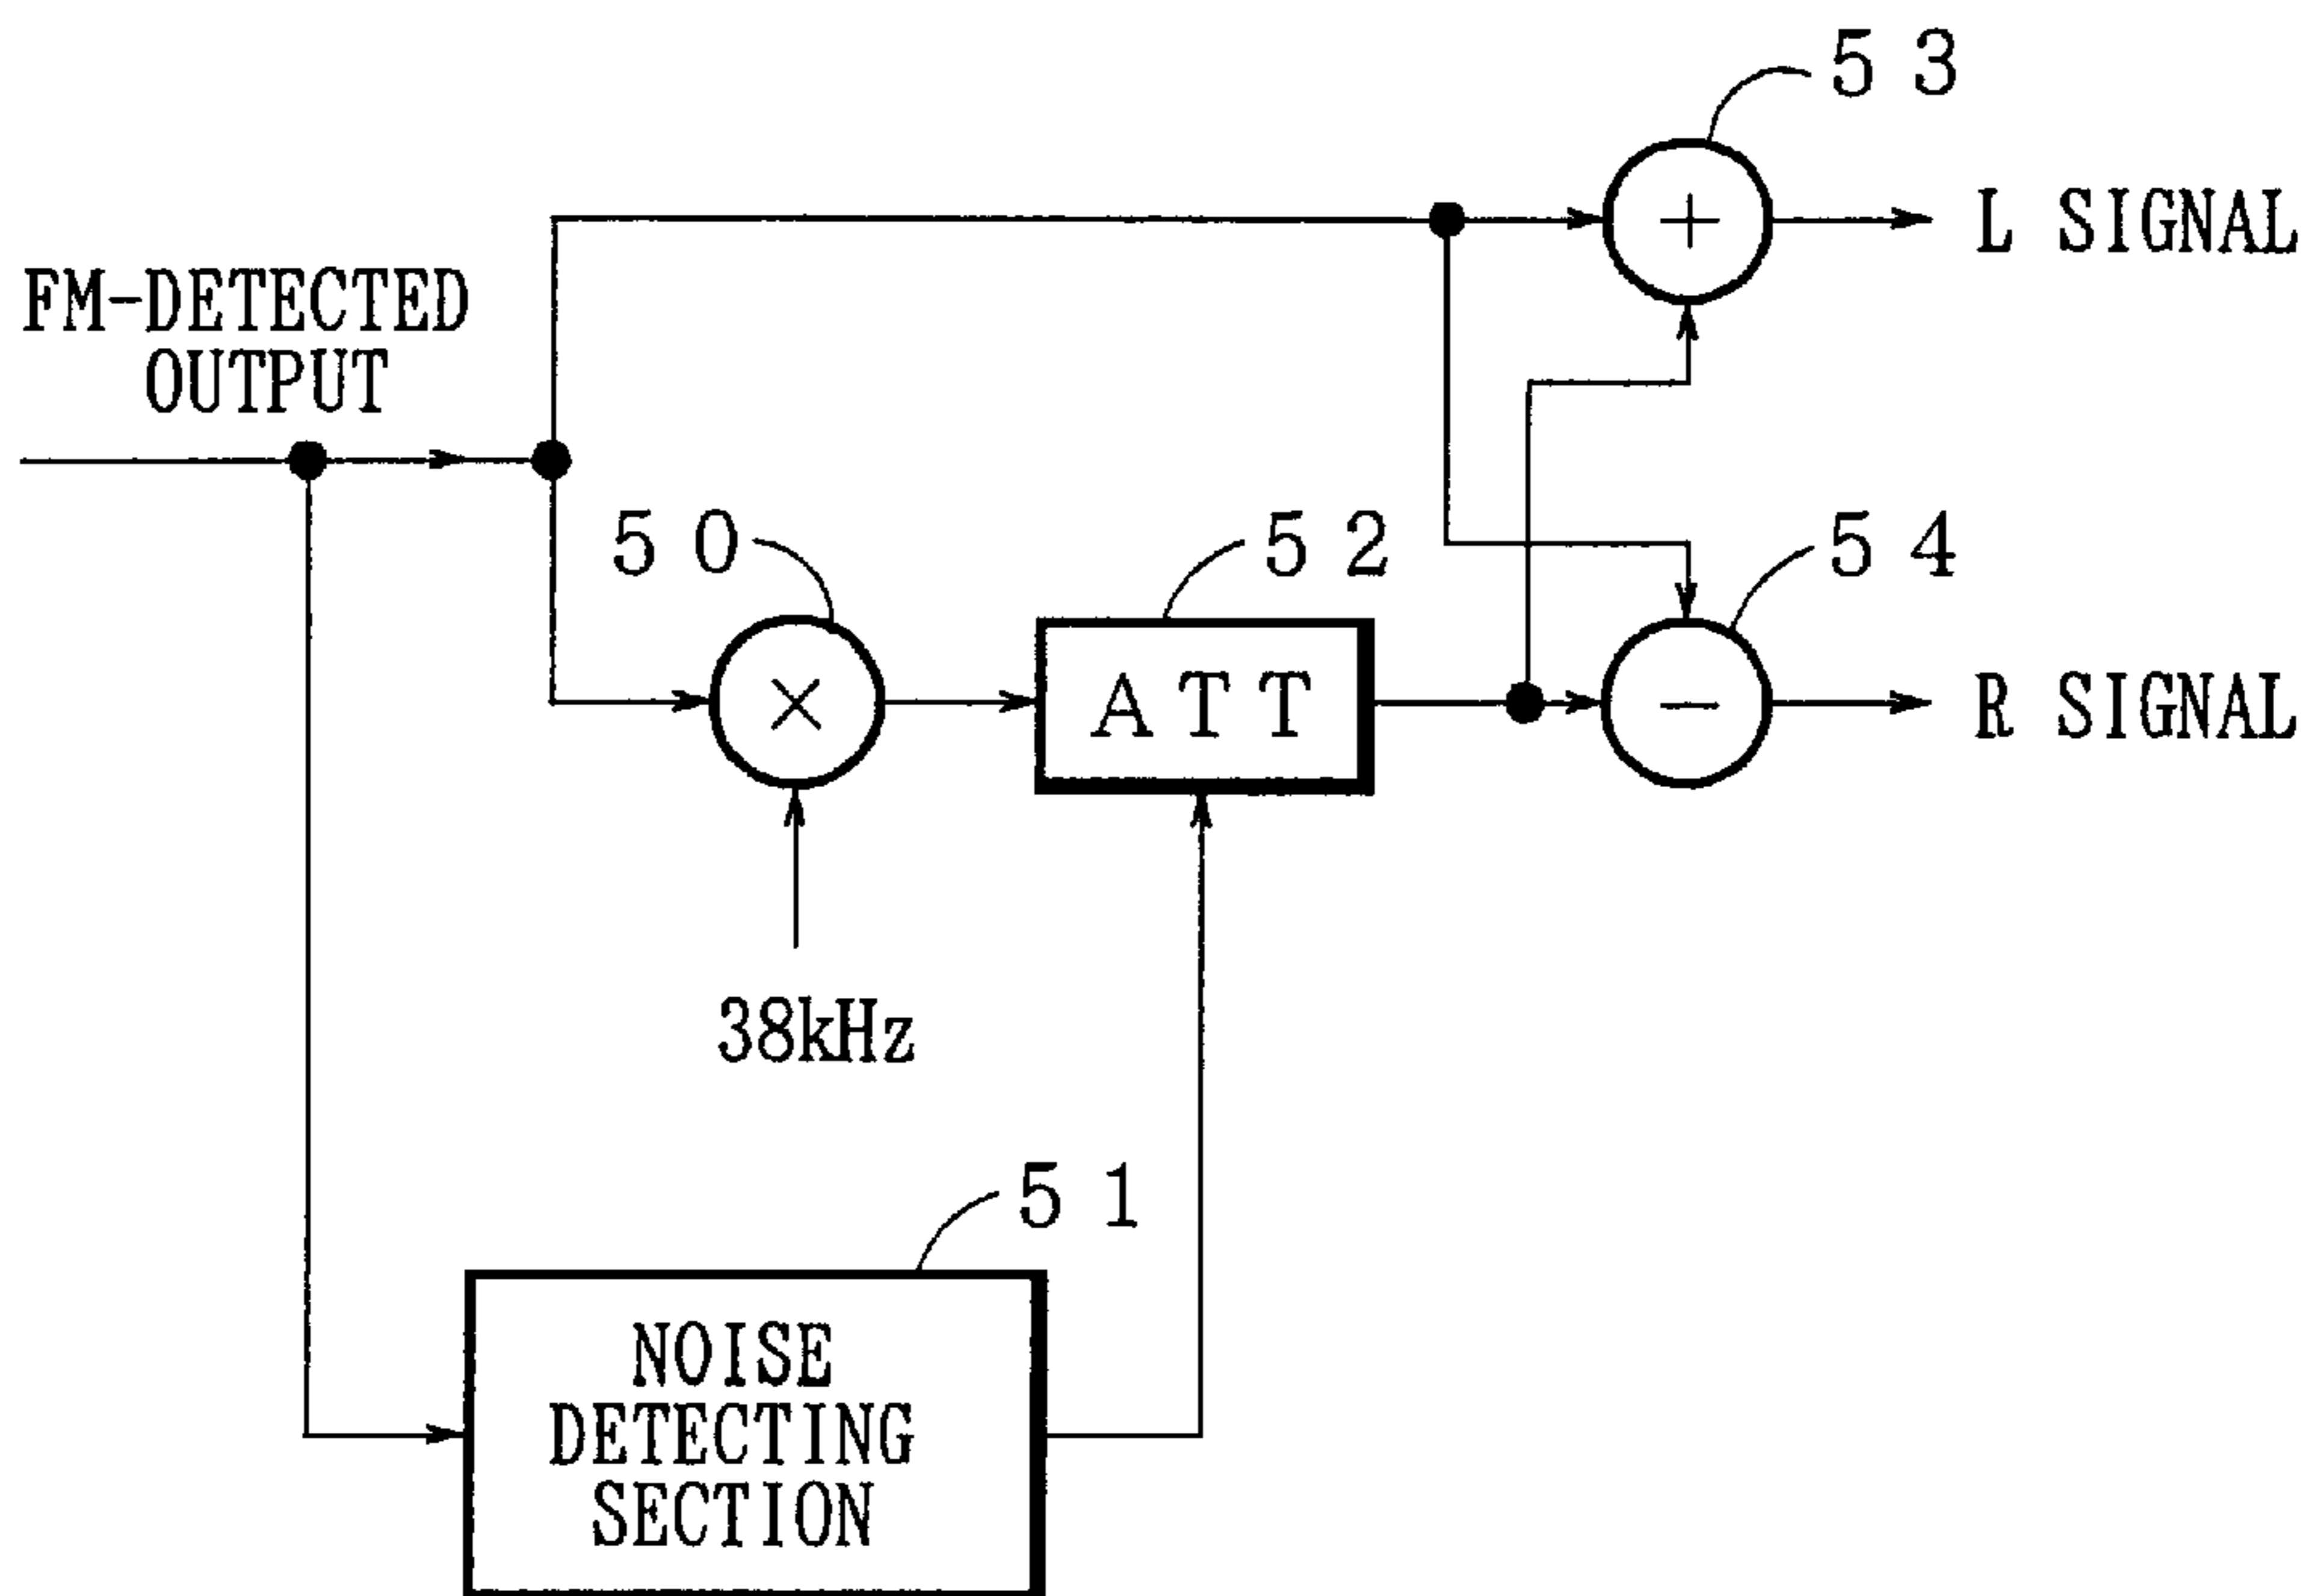 5 3
L SIGNAL
FM-DETECTED
OUTPUT
5 0
5 2
5 4
×
ATT
+
−
R SIGNAL
38kHz
5 1
NOISE
DETECTING
SECTION